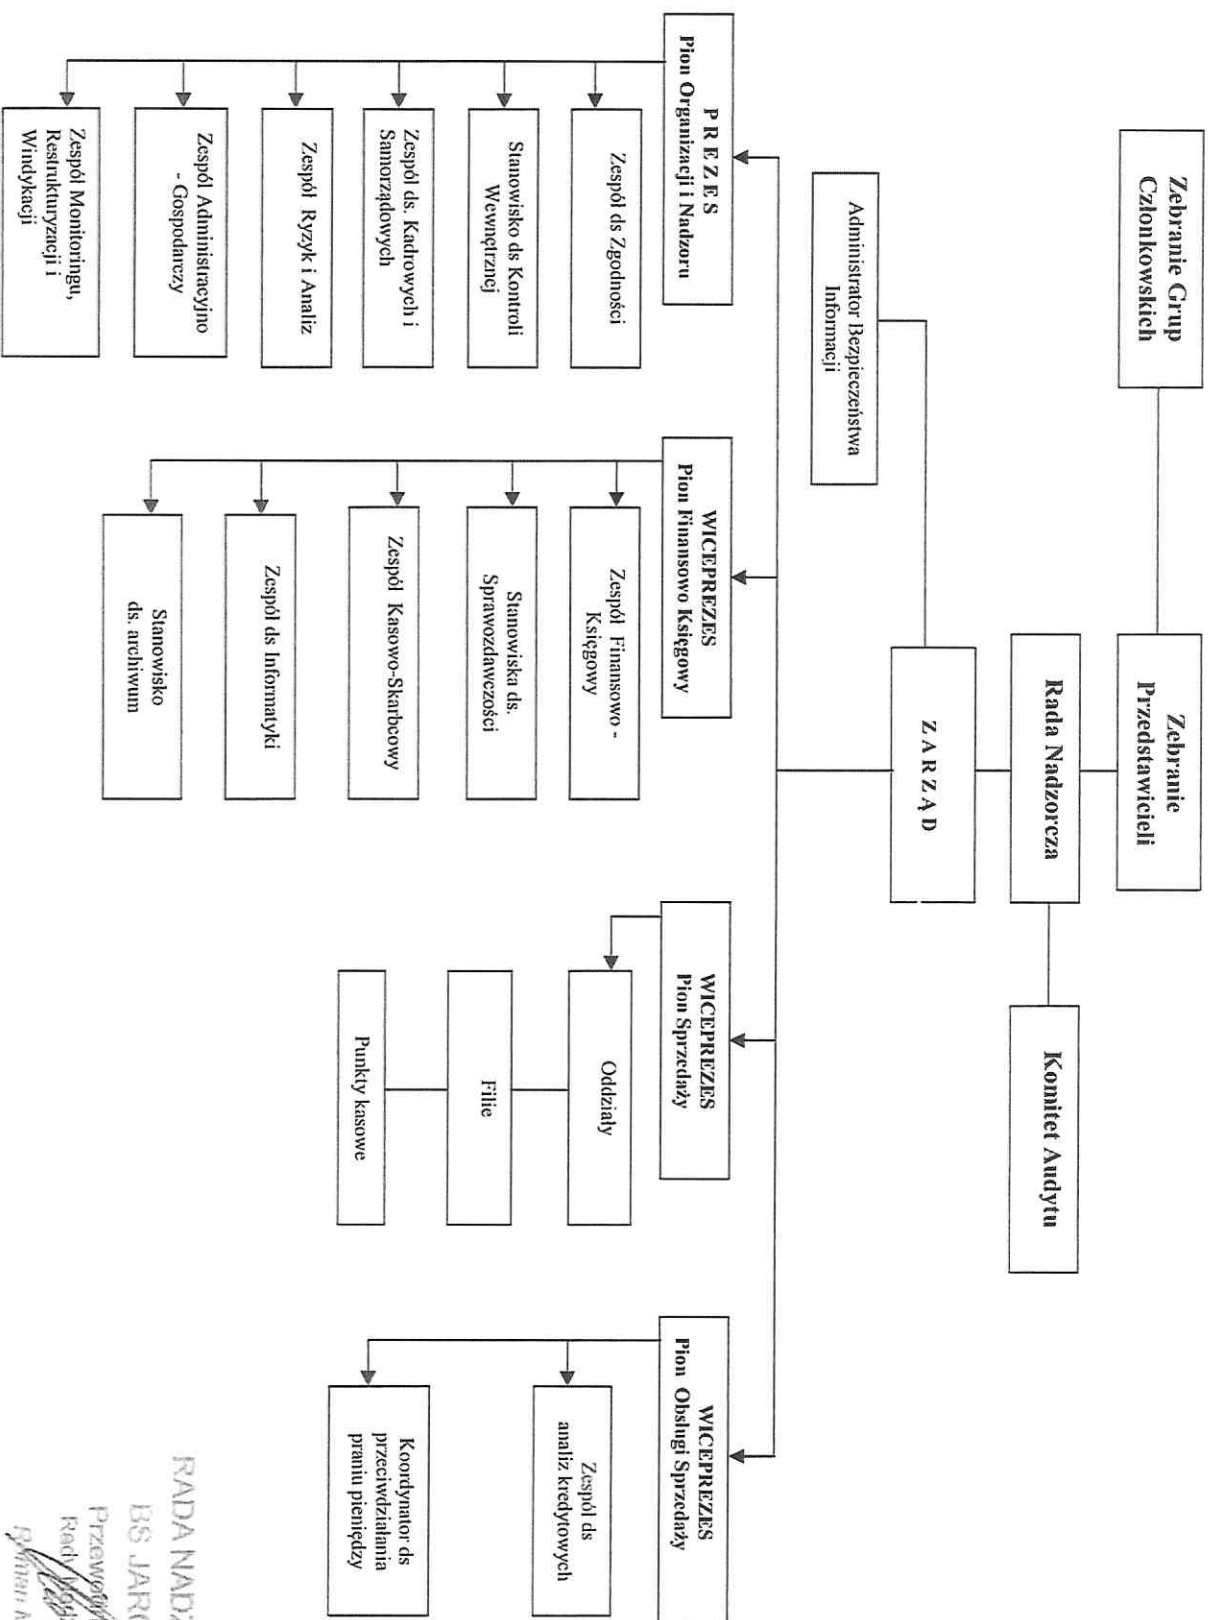 Zebranie Grup
Członkowskich
Zebranie
Przedstawicieli
Rada Nadzorcza
Komitet Audytu
Z A R Z Ą D
Administrator Bezpieczeństwa
Informacji
P R E Z E S
Pion Organizacji i Nadzoru
Zespół ds Zgodności
Stanowisko ds Kontroli
Wewnętrznej
Zespół ds. Kadrowych i
Samorządowych
Zespół Ryzyk i Analiz
Zespół Administracyjno
- Gospodarczy
Zespół Monitoringu,
Restrukturyzacji i
Windykacji
WICEPREZES
Pion Finansowo Księgowy
Zespół Finansowo -
Księgowy
Stanowiska ds.
Sprawozdawczości
Zespół Kasowo-Skarbcowy
Zespół ds Informatyki
Stanowisko
ds. archiwum
WICEPREZES
Pion Sprzedaży
Oddziały
Filie
Punkty kasowe
WICEPREZES
Pion Obsługi Sprzedaży
Zespół ds
analiz kredytowych
Koordynator ds
przeciwdziałania
praniu pieniędzy
RADA
BS